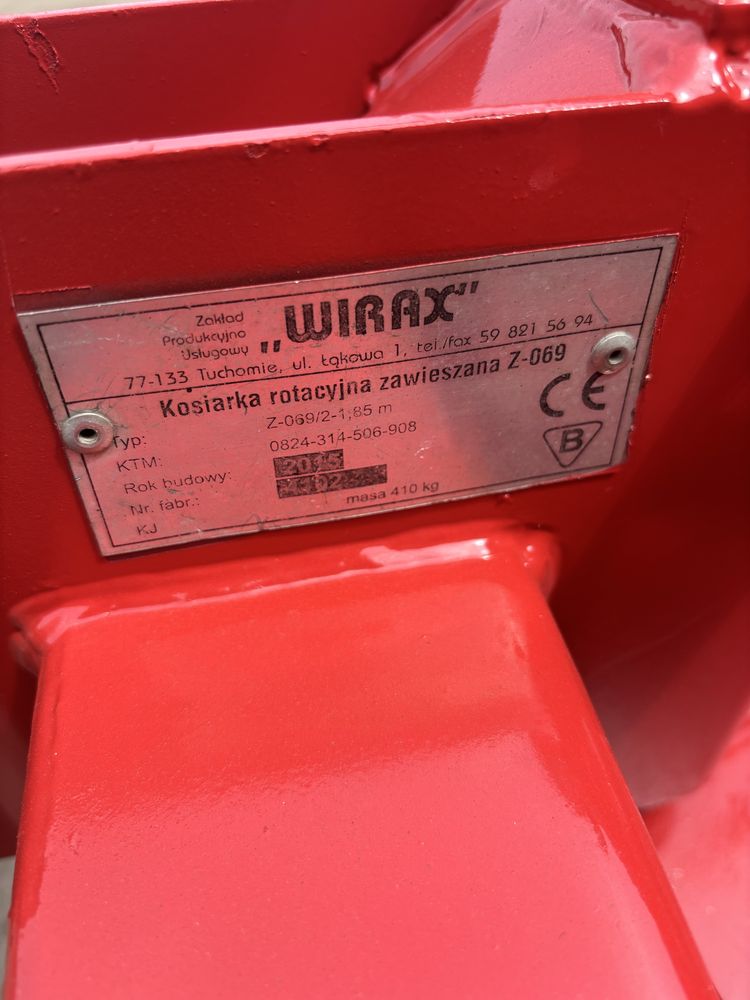 Zakład
Produkcyjno
Usługowy
„WIRAX”
77-133 Tuchomie, ul. Łąkowa 1, tel./fax 59 821 56 94
Kosiarka rotacyjna zawieszana Z-069
Typ: Z-069/2-1,85 m
KTM: 0824-314-506-908
Rok budowy: 2015
Nr. fabr.:
KJ masa 410 kg
CE
B